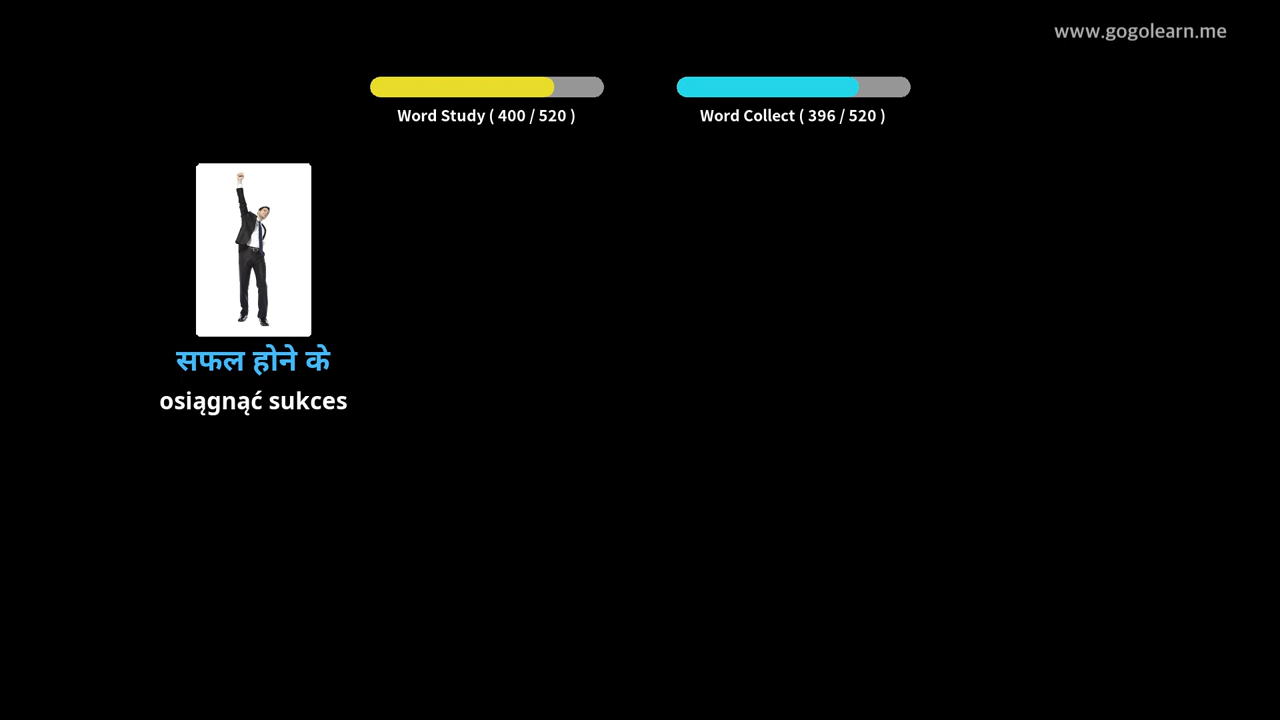 www.gogolearn.me
Word Study ( 400 / 520 )
Word Collect ( 396 / 520 )
सफल होने के
osiągnąć sukces